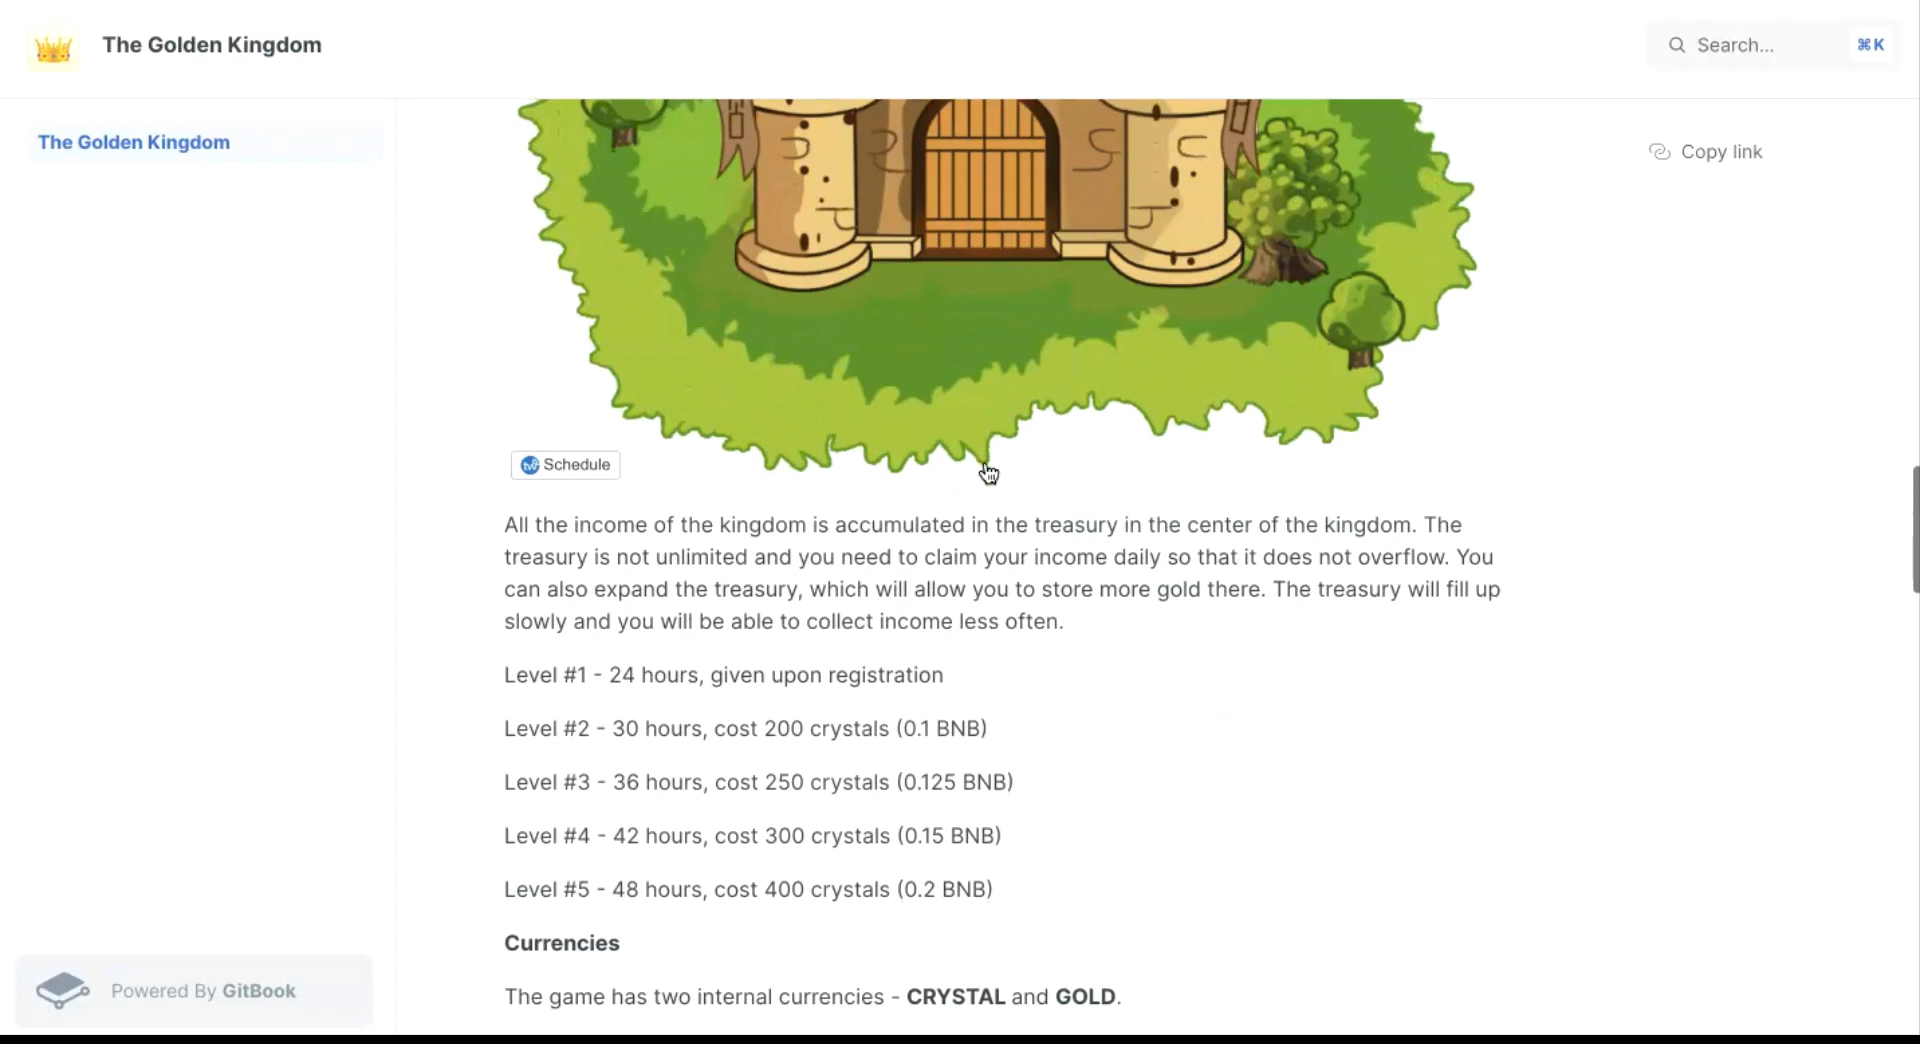 The Golden Kingdom
Search...
⌘ K
The Golden Kingdom
Copy link
Schedule
All the income of the kingdom is accumulated in the treasury in the center of the kingdom. The
treasury is not unlimited and you need to claim your income daily so that it does not overflow. You
can also expand the treasury, which will allow you to store more gold there. The treasury will fill up
slowly and you will be able to collect income less often.
Level #1 - 24 hours, given upon registration
Level #2 - 30 hours, cost 200 crystals (0.1 BNB)
Level #3 - 36 hours, cost 250 crystals (0.125 BNB)
Level #4 - 42 hours, cost 300 crystals (0.15 BNB)
Level #5 - 48 hours, cost 400 crystals (0.2 BNB)
Currencies
The game has two internal currencies - CRYSTAL and GOLD.
Powered By GitBook